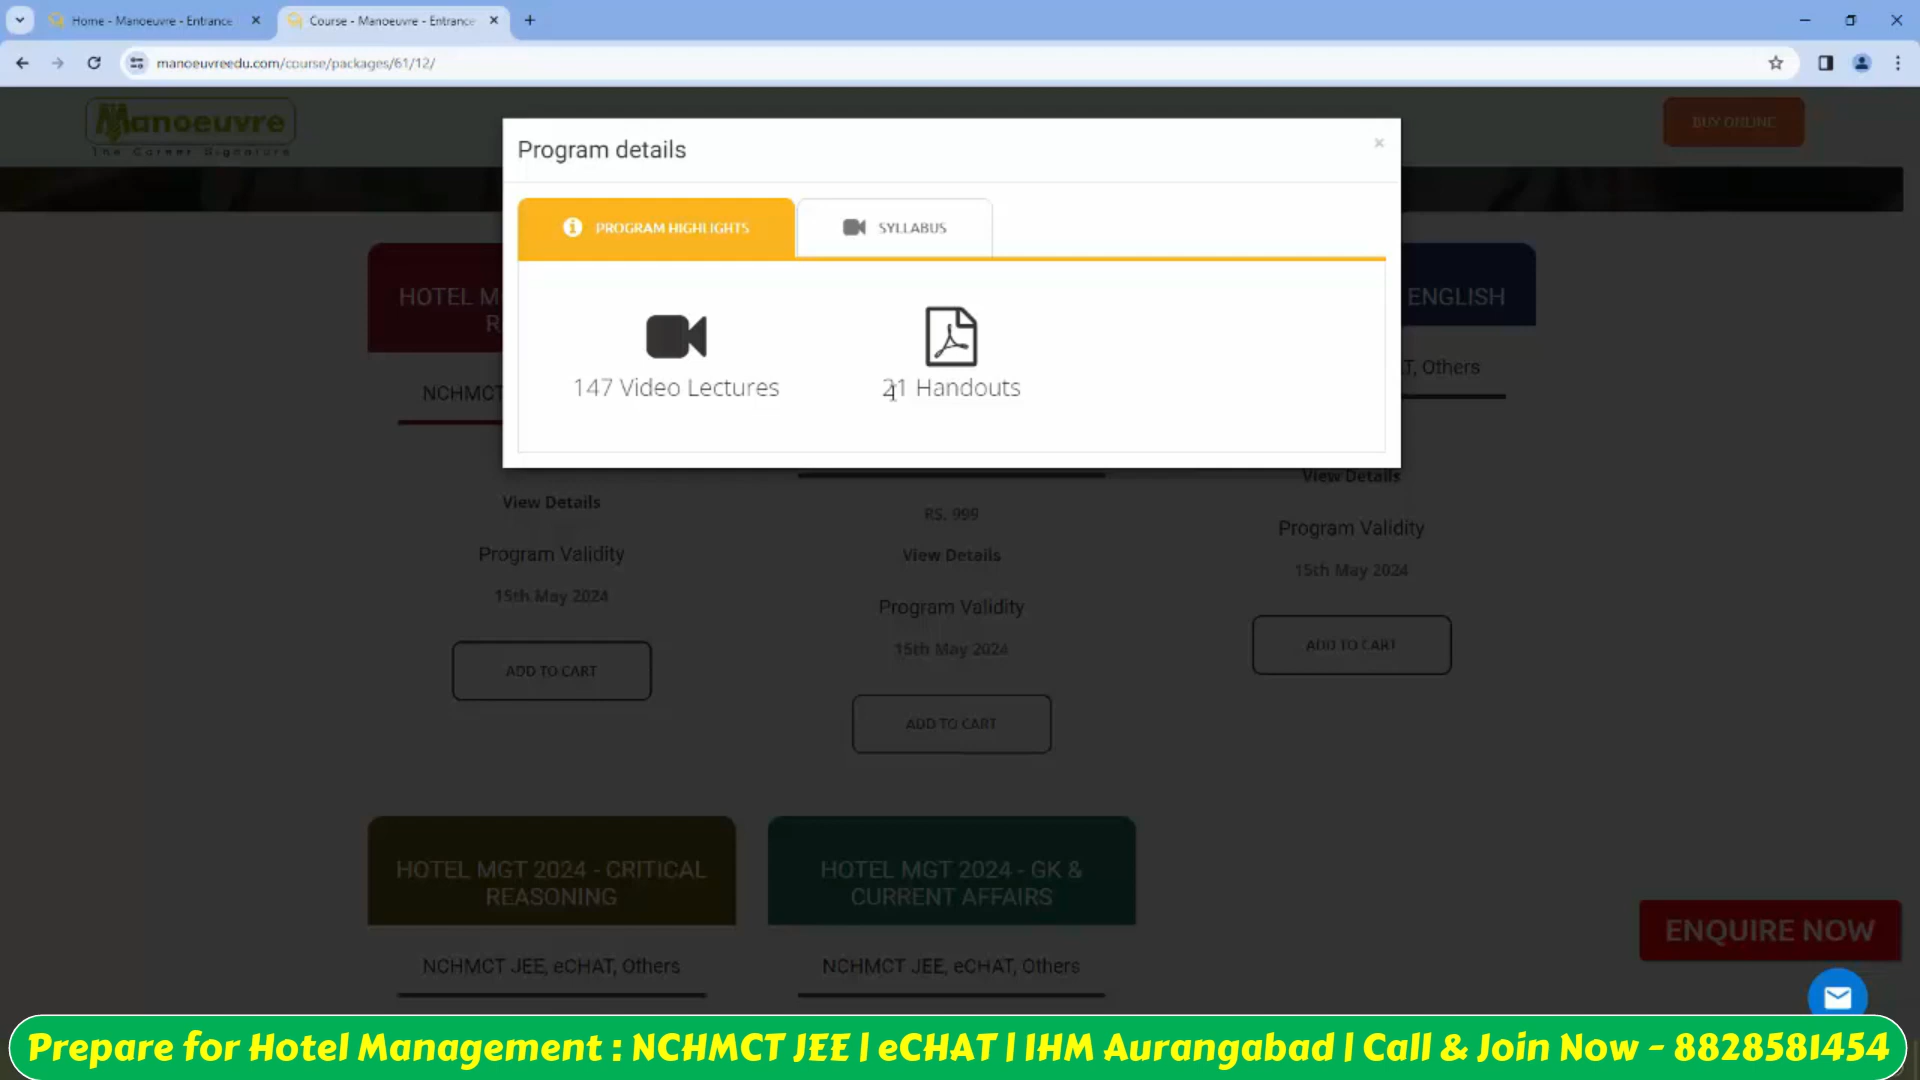 Home - Manoeuvre - Entrance
Course - Manoeuvre - Entrance
manoeuvreedu.com/course/packages/61/12/
Manoeuvre
The Career Signature
BUY ONLINE
Program details
PROGRAM HIGHLIGHTS
SYLLABUS
147 Video Lectures
21 Handouts
HOTEL M
R
ENGLISH
NCHMCT
T, Others
View Details
Program Validity
15th May 2024
ADD TO CART
RS. 999
View Details
Program Validity
15th May 2024
ADD TO CART
View Details
Program Validity
15th May 2024
ADD TO CART
HOTEL MGT 2024 - CRITICAL
REASONING
NCHMCT JEE, eCHAT, Others
HOTEL MGT 2024 - GK &
CURRENT AFFAIRS
NCHMCT JEE, eCHAT, Others
ENQUIRE NOW
Prepare for Hotel Management : NCHMCT JEE | eCHAT | IHM Aurangabad | Call & Join Now - 8828581454